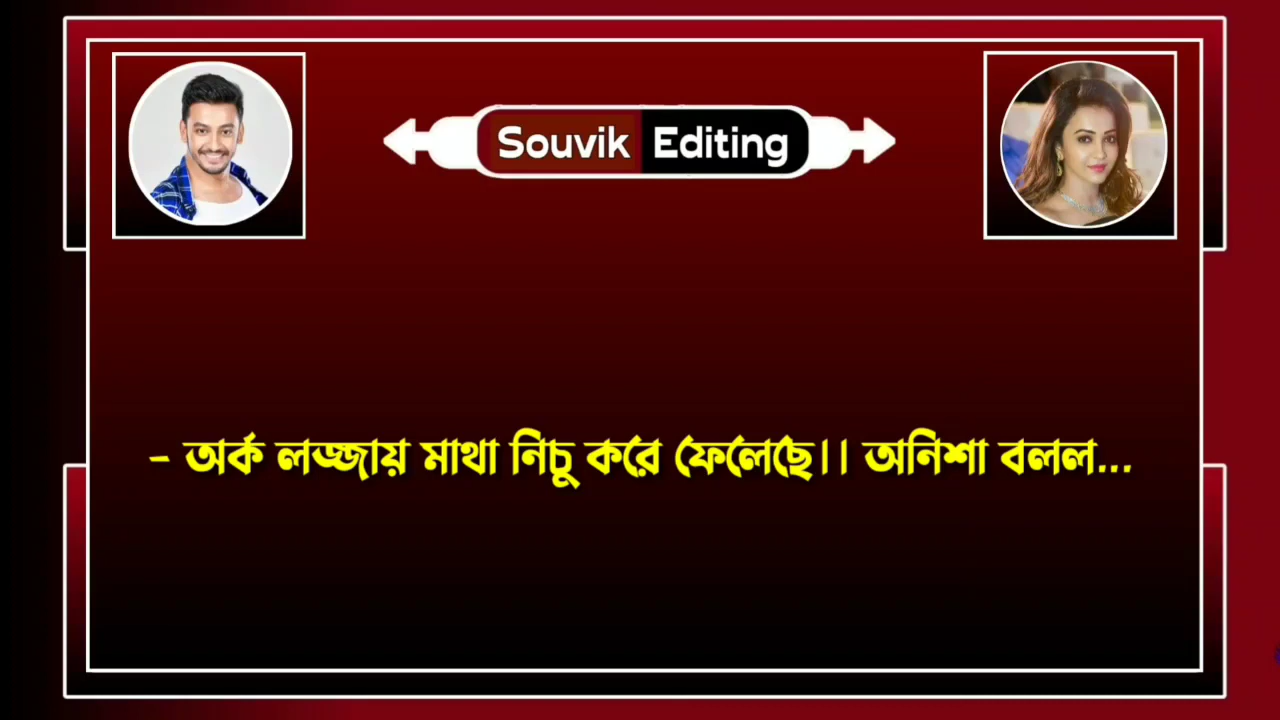 Souvik Editing
- অর্ক লজ্জায় মাথা নিচু করে ফেলেছে।। অনিশা বলল...